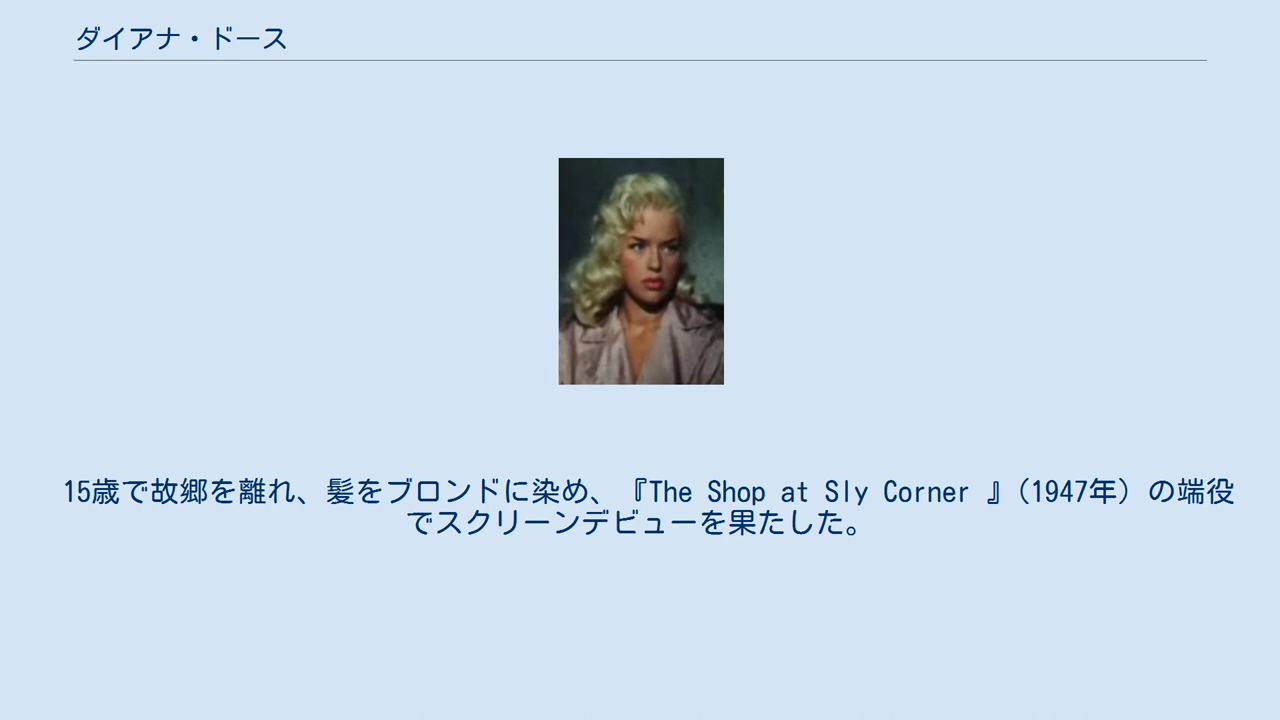 ダイアナ・ドース
15歳で故郷を離れ、髪をブロンドに染め、『The Shop at Sly Corner 』（1947年）の端役
でスクリーンデビューを果たした。